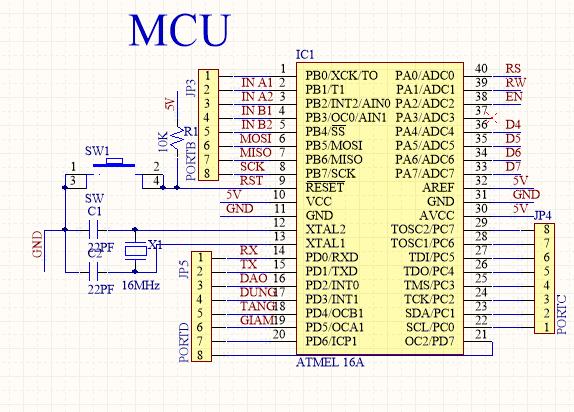 MCU
IC1
1 PB0/XCK/TO PA0/ADC0 40 RS
IN A1 2 PB1/T1 PA1/ADC1 39 RW
IN A2 3 PB2/INT2/AIN0 PA2/ADC2 38 EN
IN B1 4 PB3/OC0/AIN1 PA3/ADC3 37
IN B2 5 PB4/SS PA4/ADC4 36 D4
MOSI 6 PB5/MOSI PA5/ADC5 35 D5
MISO 7 PB6/MISO PA6/ADC6 34 D6
SCK 8 PB7/SCK PA7/ADC7 33 D7
RST 9 RESET AREF 32 5V
5V 10 VCC GND 31 GND
GND 11 GND AVCC 30 5V
12 XTAL2 TOSC2/PC7 29
13 XTAL1 TOSC1/PC6 28
RX 14 PD0/RXD TDI/PC5 27
TX 15 PD1/TXD TDO/PC4 26
DAO 16 PD2/INT0 TMS/PC3 25
DUNG 17 PD3/INT1 TCK/PC2 24
TANG 18 PD4/OCB1 SDA/PC1 23
GIAM 19 PD5/OCA1 SCL/PC0 22
20 PD6/ICP1 OC2/PD7 21
ATMEL 16A
JP3
1
2
3
4
5
6
7
8
PORTB
5V
R1
10K
SW1
1 2
3 4
SW
C1
22PF
C2
22PF
X1
16MHz
GND
JP5
1
2
3
4
5
6
7
8
PORTD
JP4
8
7
6
5
4
3
2
1
PORTC